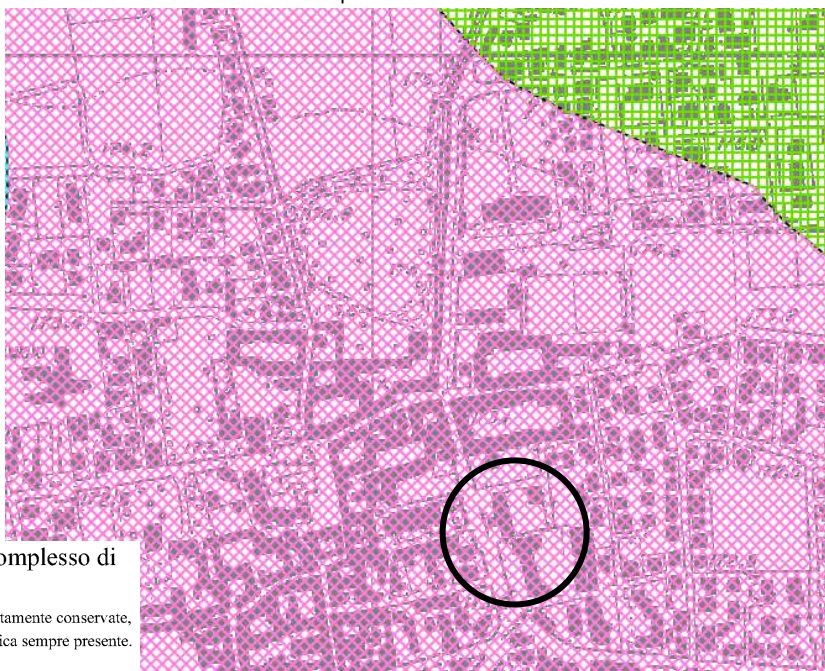 omplesso di
tamente conservate,
ica sempre presente.